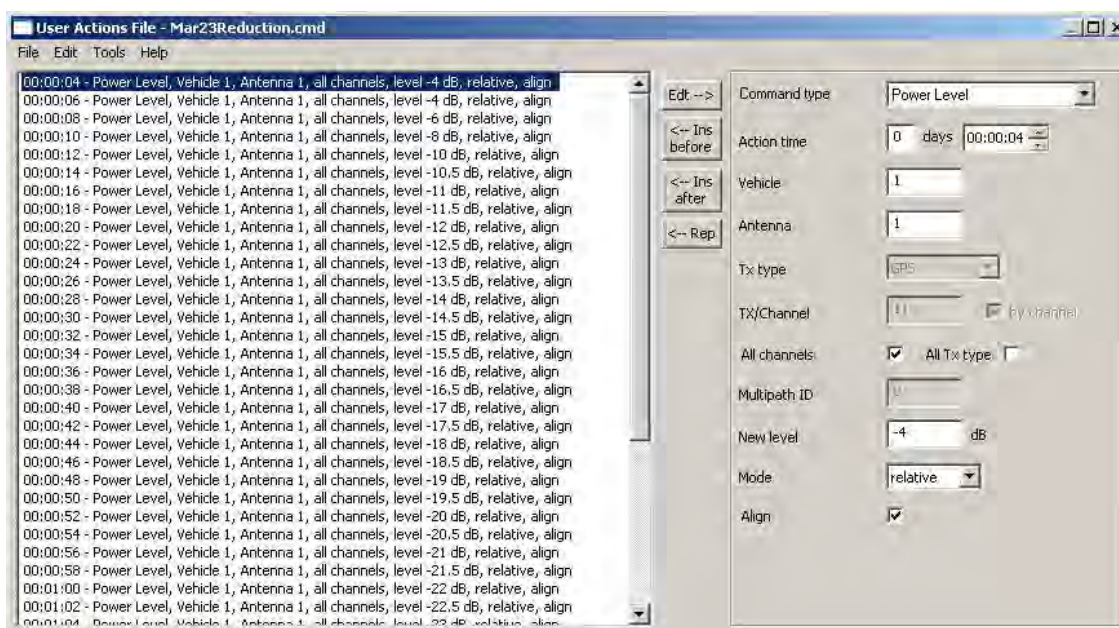 User Actions File - Mar23Reduction.cmd
File Edit Tools Help
00:00:04 - Power Level, Vehicle 1, Antenna 1, all channels, level -4 dB, relative, align
00:00:06 - Power Level, Vehicle 1, Antenna 1, all channels, level -4 dB, relative, align
00:00:08 - Power Level, Vehicle 1, Antenna 1, all channels, level -6 dB, relative, align
00:00:10 - Power Level, Vehicle 1, Antenna 1, all channels, level -8 dB, relative, align
00:00:12 - Power Level, Vehicle 1, Antenna 1, all channels, level -10 dB, relative, align
00:00:14 - Power Level, Vehicle 1, Antenna 1, all channels, level -10.5 dB, relative, align
00:00:16 - Power Level, Vehicle 1, Antenna 1, all channels, level -11 dB, relative, align
00:00:18 - Power Level, Vehicle 1, Antenna 1, all channels, level -11.5 dB, relative, align
00:00:20 - Power Level, Vehicle 1, Antenna 1, all channels, level -12 dB, relative, align
00:00:22 - Power Level, Vehicle 1, Antenna 1, all channels, level -12.5 dB, relative, align
00:00:24 - Power Level, Vehicle 1, Antenna 1, all channels, level -13 dB, relative, align
00:00:26 - Power Level, Vehicle 1, Antenna 1, all channels, level -13.5 dB, relative, align
00:00:28 - Power Level, Vehicle 1, Antenna 1, all channels, level -14 dB, relative, align
00:00:30 - Power Level, Vehicle 1, Antenna 1, all channels, level -14.5 dB, relative, align
00:00:32 - Power Level, Vehicle 1, Antenna 1, all channels, level -15 dB, relative, align
00:00:34 - Power Level, Vehicle 1, Antenna 1, all channels, level -15.5 dB, relative, align
00:00:36 - Power Level, Vehicle 1, Antenna 1, all channels, level -16 dB, relative, align
00:00:38 - Power Level, Vehicle 1, Antenna 1, all channels, level -16.5 dB, relative, align
00:00:40 - Power Level, Vehicle 1, Antenna 1, all channels, level -17 dB, relative, align
00:00:42 - Power Level, Vehicle 1, Antenna 1, all channels, level -17.5 dB, relative, align
00:00:44 - Power Level, Vehicle 1, Antenna 1, all channels, level -18 dB, relative, align
00:00:46 - Power Level, Vehicle 1, Antenna 1, all channels, level -18.5 dB, relative, align
00:00:48 - Power Level, Vehicle 1, Antenna 1, all channels, level -19 dB, relative, align
00:00:50 - Power Level, Vehicle 1, Antenna 1, all channels, level -19.5 dB, relative, align
00:00:52 - Power Level, Vehicle 1, Antenna 1, all channels, level -20 dB, relative, align
00:00:54 - Power Level, Vehicle 1, Antenna 1, all channels, level -20.5 dB, relative, align
00:00:56 - Power Level, Vehicle 1, Antenna 1, all channels, level -21 dB, relative, align
00:00:58 - Power Level, Vehicle 1, Antenna 1, all channels, level -21.5 dB, relative, align
00:01:00 - Power Level, Vehicle 1, Antenna 1, all channels, level -22 dB, relative, align
00:01:02 - Power Level, Vehicle 1, Antenna 1, all channels, level -22.5 dB, relative, align
00:01:04 - Power Level, Vehicle 1, Antenna 1, all channels, level -23 dB, relative, align
Edt -->
<-- Ins before
<-- Ins after
<-- Rep
Command type Power Level
Action time 0 days 00:00:04
Vehicle 1
Antenna 1
Tx type GPS
TX/Channel by channel
All channels All Tx type
Multipath ID 0
New level -4 dB
Mode relative
Align